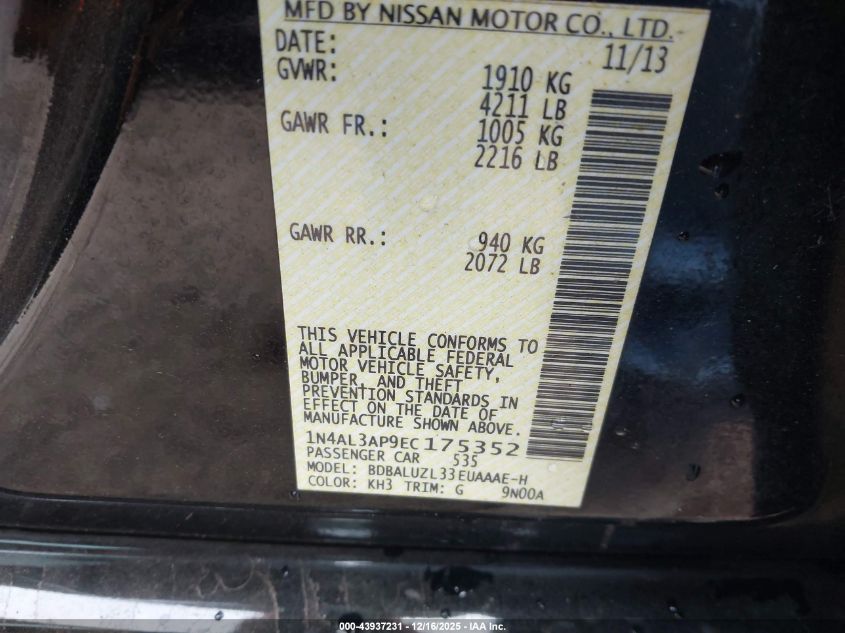 MFD BY NISSAN MOTOR CO., LTD.
DATE: 11/13
GVWR: 1910 KG
4211 LB
GAWR FR.: 1005 KG
2216 LB
GAWR RR.: 940 KG
2072 LB
THIS VEHICLE CONFORMS TO
ALL APPLICABLE FEDERAL
MOTOR VEHICLE SAFETY,
BUMPER, AND THEFT
PREVENTION STANDARDS IN
EFFECT ON THE DATE OF
MANUFACTURE SHOWN ABOVE.
1N4AL3AP9EC175352
PASSENGER CAR 535
MODEL: BDBALUZL33EUAAAE-H
COLOR: KH3 TRIM: G 9N00A
000-43937231 - 12/16/2025 - IAA Inc.